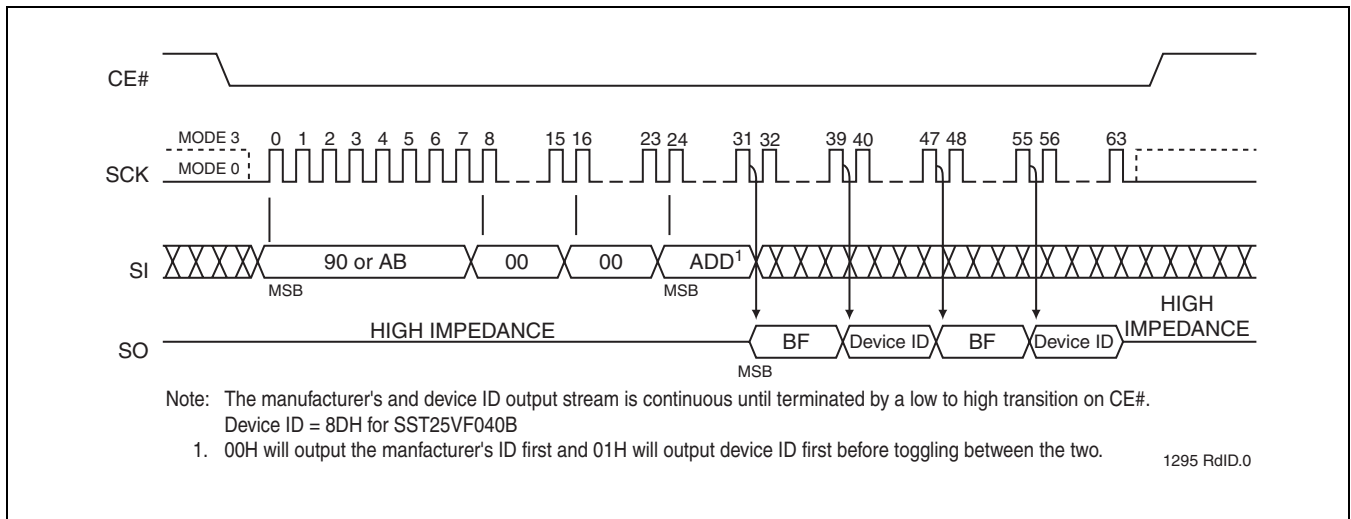 CE#
MODE 3
0 1 2 3 4 5 6 7 8 15 16 23 24 31 32 39 40 47 48 55 56 63
SCK
MODE 0
SI
90 or AB 00 00 ADD1
MSB MSB
HIGH IMPEDANCE
HIGH IMPEDANCE
SO
BF Device ID BF Device ID
MSB
Note: The manufacturer's and device ID output stream is continuous until terminated by a low to high transition on CE#.
Device ID = 8DH for SST25VF040B
1. 00H will output the manfacturer's ID first and 01H will output device ID first before toggling between the two.
1295 RdID.0